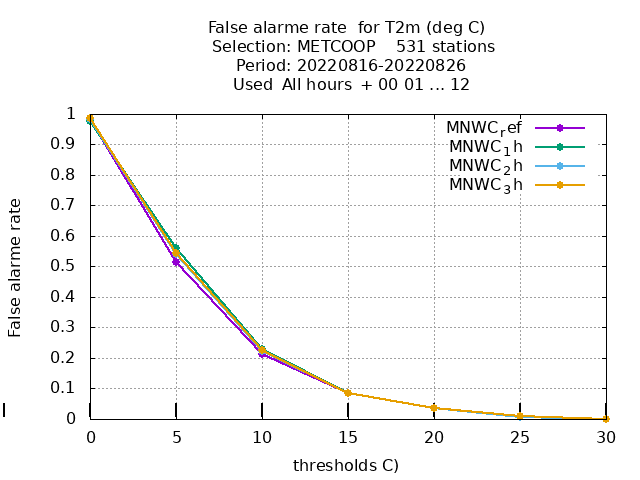 False alarme rate  for T2m (deg C)
Selection: METCOOP    531 stations
Period: 20220816-20220826
Used  All hours  + 00 01 ... 12
MNWC_ref
MNWC_1h
MNWC_2h
MNWC_3h
1
0.9
0.8
0.7
0.6
0.5
0.4
0.3
0.2
0.1
0
False alarme rate
0 5 10 15 20 25 30
thresholds C)